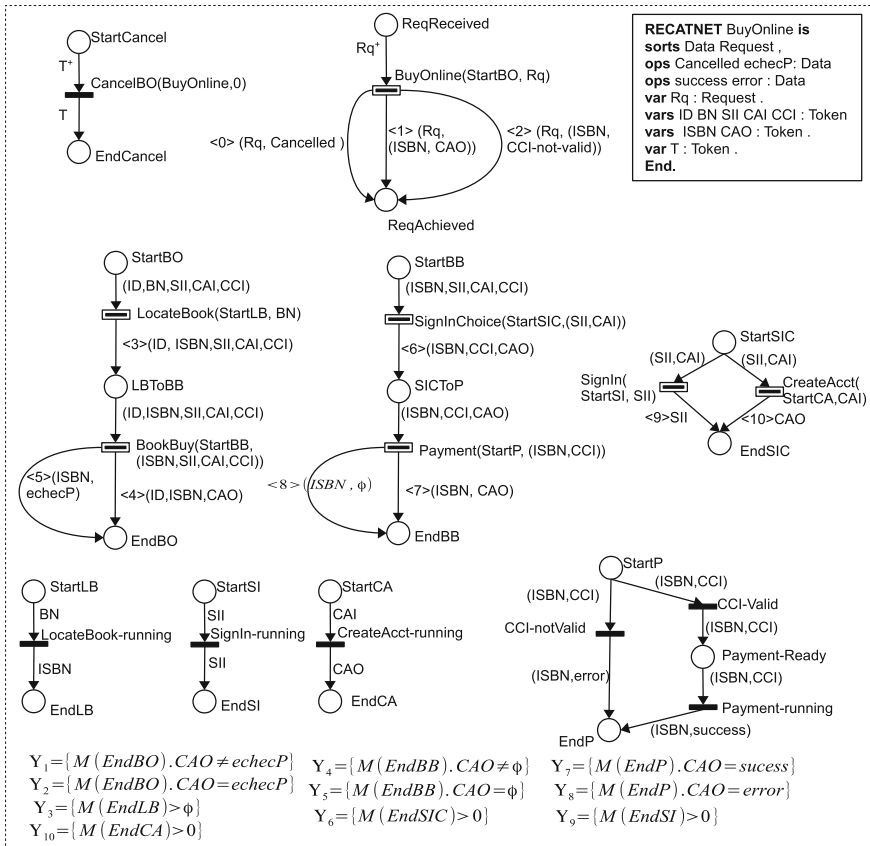 StartCancel
T⁺
CancelBO(BuyOnline,0)
T
EndCancel
ReqReceived
Rq⁺
BuyOnline(StartBO, Rq)
<0> (Rq, Cancelled )
<1> (Rq,
(ISBN, CAO))
<2> (Rq, (ISBN,
CCI-not-valid))
ReqAchieved
RECATNET BuyOnline is
sorts Data Request ,
ops Cancelled echecP: Data
ops success error : Data
var Rq : Request .
vars ID BN SII CAI CCI : Token
vars ISBN CAO : Token .
var T : Token .
End.
StartBO
(ID,BN,SII,CAI,CCI)
LocateBook(StartLB, BN)
<3>(ID, ISBN,SII,CAI,CCI)
LBToBB
(ID,ISBN,SII,CAI,CCI)
BookBuy(StartBB,
(ISBN,SII,CAI,CCI))
<5>(ISBN,
echecP)
<4>(ID,ISBN,CAO)
EndBO
StartBB
(ISBN,SII,CAI,CCI)
SignInChoice(StartSIC,(SII,CAI))
<6>(ISBN,CCI,CAO)
SICToP
(ISBN,CCI,CAO)
Payment(StartP, (ISBN,CCI))
<8>(ISBN , ϕ)
<7>(ISBN, CAO)
EndBB
StartSIC
(SII,CAI)
(SII,CAI)
SignIn(
StartSI, SII)
CreateAcct(
StartCA,CAI)
<9>SII
<10>CAO
EndSIC
StartLB
BN
LocateBook-running
ISBN
EndLB
StartSI
SII
SignIn-running
SII
EndSI
StartCA
CAI
CreateAcct-running
CAO
EndCA
StartP
(ISBN,CCI)
(ISBN,CCI)
CCI-Valid
CCI-notValid
(ISBN,CCI)
Payment-Ready
(ISBN,error)
(ISBN,CCI)
Payment-running
(ISBN,success)
EndP
Y₁={M(EndBO).CAO≠echecP}
Y₂={M(EndBO).CAO=echecP}
Y₃={M(EndLB)>ϕ}
Y₁₀={M(EndCA)>0}
Y₄={M(EndBB).CAO≠ϕ}
Y₅={M(EndBB).CAO=ϕ}
Y₆={M(EndSIC)>0}
Y₇={M(EndP).CAO=sucess}
Y₈={M(EndP).CAO=error}
Y₉={M(EndSI)>0}